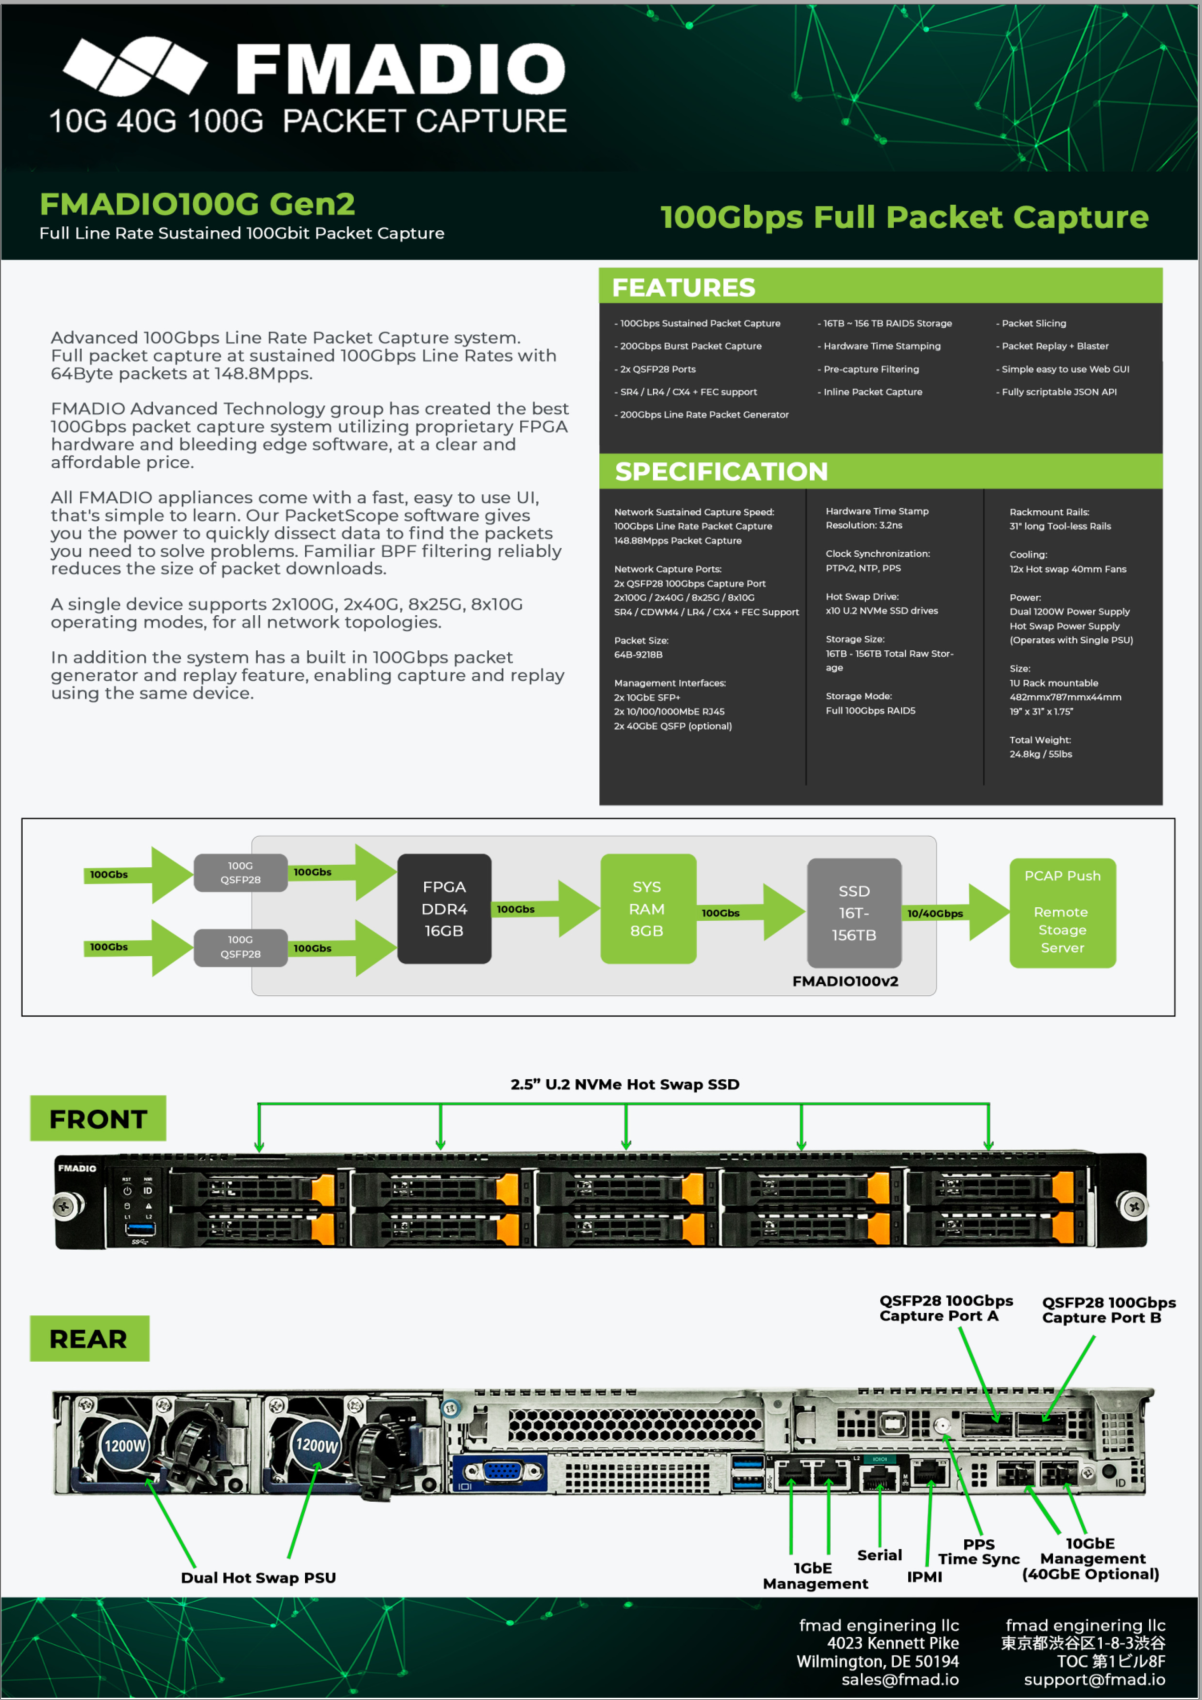 FMADIO
10G 40G 100G PACKET CAPTURE
FMADIO100G Gen2
Full Line Rate Sustained 100Gbit Packet Capture
100Gbps Full Packet Capture
Advanced 100Gbps Line Rate Packet Capture system.
Full packet capture at sustained 100Gbps Line Rates with
64Byte packets at 148.8Mpps.
FMADIO Advanced Technology group has created the best
100Gbps packet capture system utilizing proprietary FPGA
hardware and bleeding edge software, at a clear and
affordable price.
All FMADIO appliances come with a fast, easy to use UI,
that's simple to learn. Our PacketScope software gives
you the power to quickly dissect data to find the packets
you need to solve problems. Familiar BPF filtering reliably
reduces the size of packet downloads.
A single device supports 2x100G, 2x40G, 8x25G, 8x10G
operating modes, for all network topologies.
In addition the system has a built in 100Gbps packet
generator and replay feature, enabling capture and replay
using the same device.
FEATURES
- 100Gbps Sustained Packet Capture
- 200Gbps Burst Packet Capture
- 2x QSFP28 Ports
- SR4 / LR4 / CX4 + FEC support
- 200Gbps Line Rate Packet Generator
- 16TB ~ 156 TB RAID5 Storage
- Hardware Time Stamping
- Pre-capture Filtering
- Inline Packet Capture
- Packet Slicing
- Packet Replay + Blaster
- Simple easy to use Web GUI
- Fully scriptable JSON API
SPECIFICATION
Network Sustained Capture Speed:
100Gbps Line Rate Packet Capture
148.88Mpps Packet Capture
Network Capture Ports:
2x QSFP28 100Gbps Capture Port
2x100G / 2x40G / 8x25G / 8x10G
SR4 / CDWM4 / LR4 / CX4 + FEC Support
Packet Size:
64B-9218B
Management Interfaces:
2x 10GbE SFP+
2x 10/100/1000MbE RJ45
2x 40GbE QSFP (optional)
Hardware Time Stamp
Resolution: 3.2ns
Clock Synchronization:
PTPv2, NTP, PPS
Hot Swap Drive:
x10 U.2 NVMe SSD drives
Storage Size:
16TB - 156TB Total Raw Stor-
age
Storage Mode:
Full 100Gbps RAID5
Rackmount Rails:
31" long Tool-less Rails
Cooling:
12x Hot swap 40mm Fans
Power:
Dual 1200W Power Supply
Hot Swap Power Supply
(Operates with Single PSU)
Size:
1U Rack mountable
482mmx787mmx44mm
19” x 31” x 1.75”
Total Weight:
24.8kg / 55lbs
100Gbs
100G
QSFP28
100Gbs
100Gbs
100G
QSFP28
100Gbs
FPGA
DDR4
16GB
100Gbs
SYS
RAM
8GB
100Gbs
SSD
16T-
156TB
FMADIO100v2
10/40Gbps
PCAP Push
Remote
Stoage
Server
2.5” U.2 NVMe Hot Swap SSD
FRONT
FMADIO
RST
ID
L1 L2
QSFP28 100Gbps
Capture Port A
QSFP28 100Gbps
Capture Port B
REAR
1200W
1200W
L1
L2
ID
Dual Hot Swap PSU
1GbE
Management
Serial
IPMI
PPS
Time Sync
10GbE
Management
(40GbE Optional)
fmad enginering llc
4023 Kennett Pike
Wilmington, DE 50194
sales@fmad.io
fmad enginering llc
東京都渋谷区1-8-3渋谷
TOC 第1ビル8F
support@fmad.io